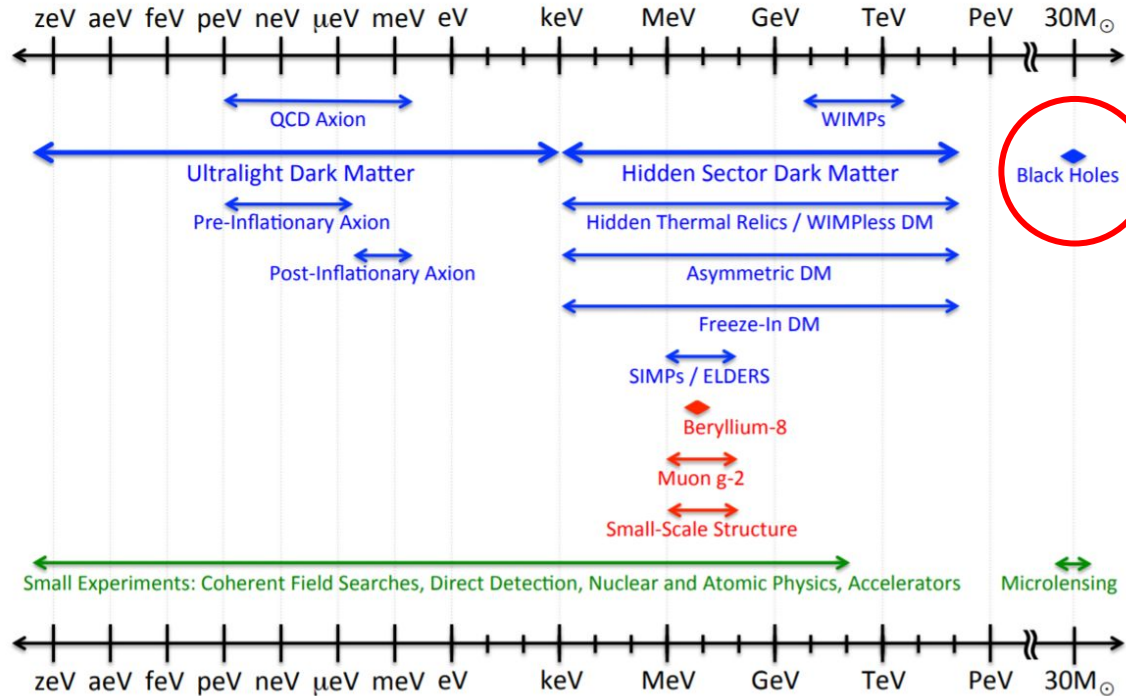 zeV aeV feV peV neV μeV meV eV keV MeV GeV TeV PeV 30M☉
QCD Axion WIMPs
Ultralight Dark Matter Hidden Sector Dark Matter Black Holes
Pre-Inflationary Axion Hidden Thermal Relics / WIMPless DM
Post-Inflationary Axion Asymmetric DM
Freeze-In DM
SIMPs / ELDERS
Beryllium-8
Muon g-2
Small-Scale Structure
Small Experiments: Coherent Field Searches, Direct Detection, Nuclear and Atomic Physics, Accelerators Microlensing
zeV aeV feV peV neV μeV meV eV keV MeV GeV TeV PeV 30M☉